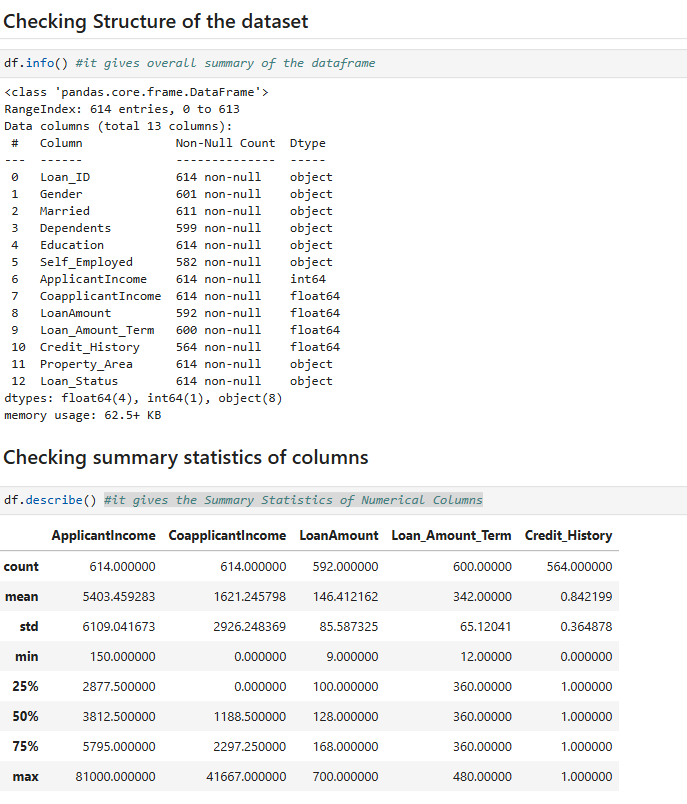 Checking Structure of the dataset
df.info() #it gives overall summary of the dataframe
<class 'pandas.core.frame.DataFrame'>
RangeIndex: 614 entries, 0 to 613
Data columns (total 13 columns):
 #   Column             Non-Null Count  Dtype
---  ------             --------------  -----
 0   Loan_ID            614 non-null    object
 1   Gender             601 non-null    object
 2   Married            611 non-null    object
 3   Dependents         599 non-null    object
 4   Education          614 non-null    object
 5   Self_Employed      582 non-null    object
 6   ApplicantIncome    614 non-null    int64
 7   CoapplicantIncome  614 non-null    float64
 8   LoanAmount         592 non-null    float64
 9   Loan_Amount_Term   600 non-null    float64
 10  Credit_History     564 non-null    float64
 11  Property_Area      614 non-null    object
 12  Loan_Status        614 non-null    object
dtypes: float64(4), int64(1), object(8)
memory usage: 62.5+ KB
Checking summary statistics of columns
df.describe() #it gives the Summary Statistics of Numerical Columns
ApplicantIncome CoapplicantIncome LoanAmount Loan_Amount_Term Credit_History
count 614.000000 614.000000 592.000000 600.00000 564.000000
mean 5403.459283 1621.245798 146.412162 342.00000 0.842199
std 6109.041673 2926.248369 85.587325 65.12041 0.364878
min 150.000000 0.000000 9.000000 12.00000 0.000000
25% 2877.500000 0.000000 100.000000 360.00000 1.000000
50% 3812.500000 1188.500000 128.000000 360.00000 1.000000
75% 5795.000000 2297.250000 168.000000 360.00000 1.000000
max 81000.000000 41667.000000 700.000000 480.00000 1.000000